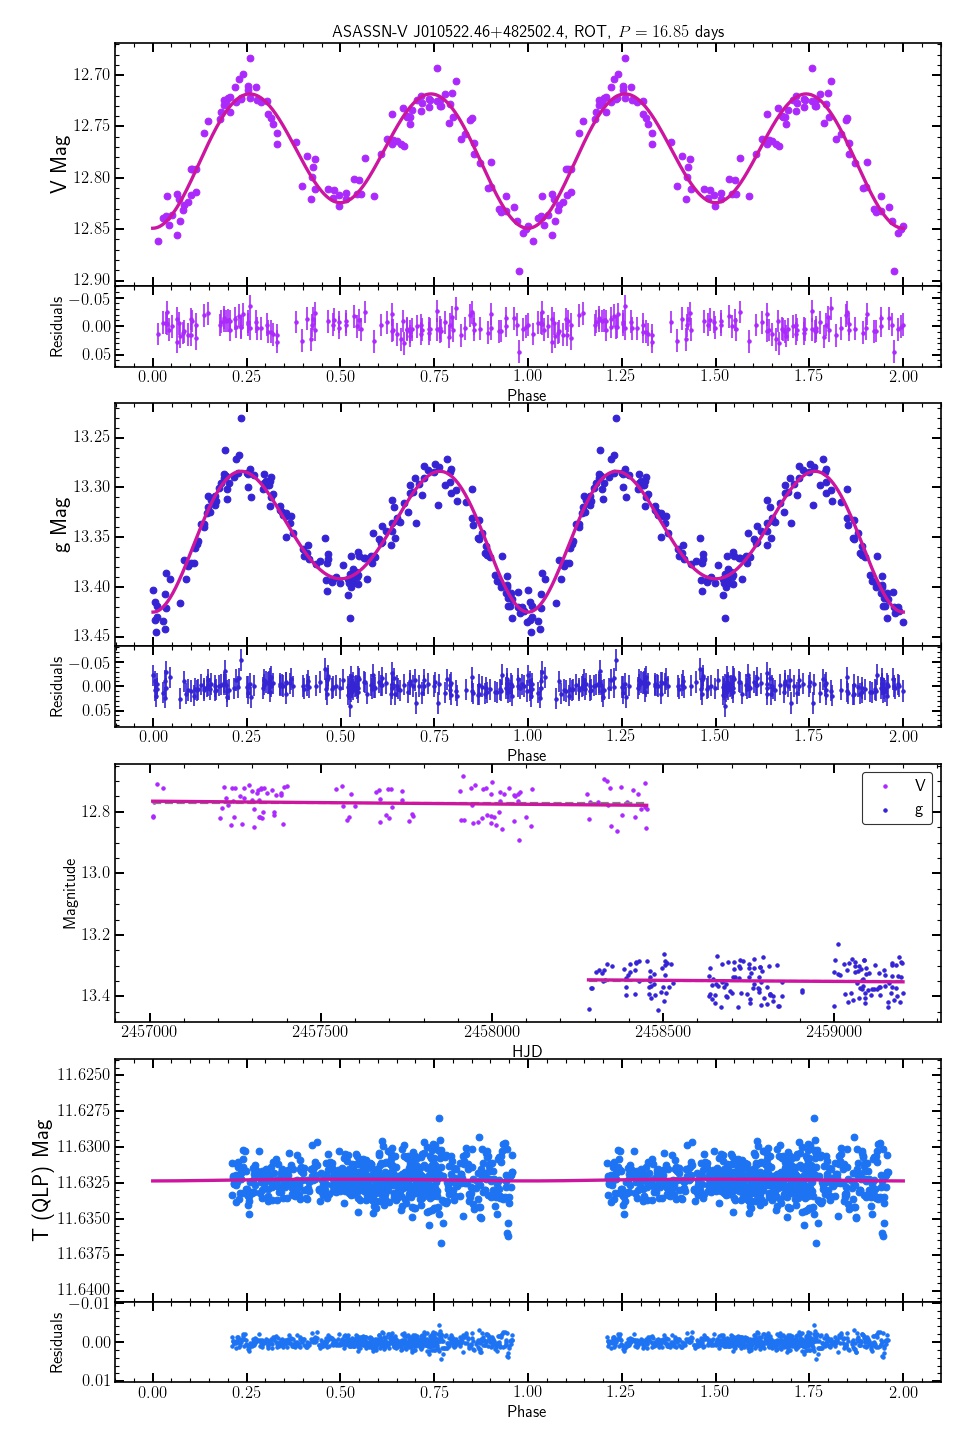 ASASSN-V J010522.46+482502.4, ROT, P = 16.85 days
12.70
12.75
12.80
12.85
12.90
V Mag
−0.05
0.00
0.05
Residuals
0.00 0.25 0.50 0.75 1.00 1.25 1.50 1.75 2.00
Phase
13.25
13.30
13.35
13.40
13.45
g Mag
−0.05
0.00
0.05
Residuals
0.00 0.25 0.50 0.75 1.00 1.25 1.50 1.75 2.00
Phase
V
g
12.8
13.0
13.2
13.4
Magnitude
2457000 2457500 2458000 2458500 2459000
HJD
11.6250
11.6275
11.6300
11.6325
11.6350
11.6375
11.6400
T (QLP) Mag
−0.01
0.00
0.01
Residuals
0.00 0.25 0.50 0.75 1.00 1.25 1.50 1.75 2.00
Phase